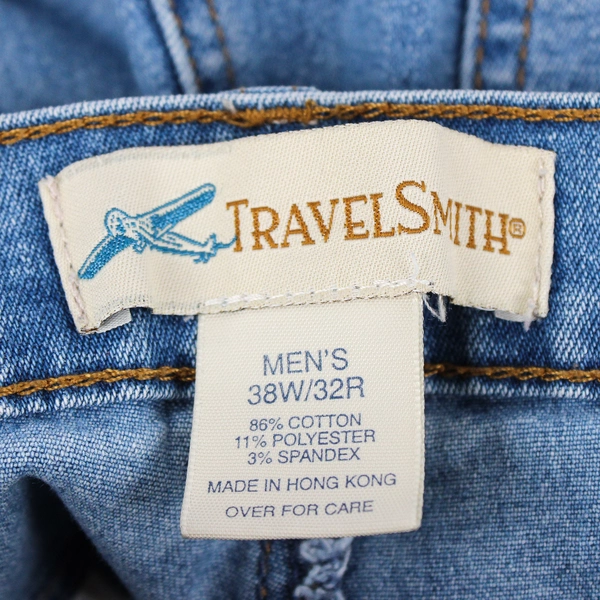 TRAVELSMITH®
MEN'S
38W/32R
86% COTTON
11% POLYESTER
3% SPANDEX
MADE IN HONG KONG
OVER FOR CARE